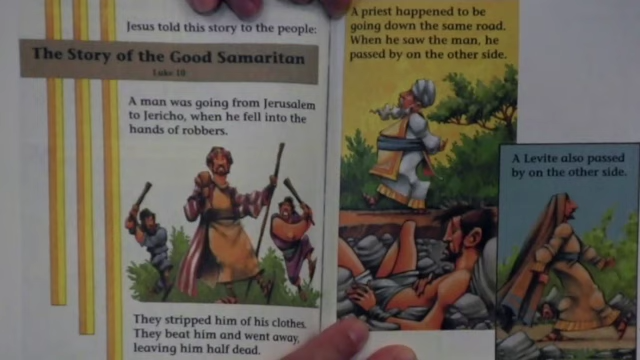 Jesus told this story to the people:
The Story of the Good Samaritan
Luke 10
A man was going from Jerusalem
to Jericho, when he fell into the
hands of robbers.
They stripped him of his clothes.
They beat him and went away,
leaving him half dead.
A priest happened to be
going down the same road.
When he saw the man, he
passed by on the other side.
A Levite also passed
by on the other side.